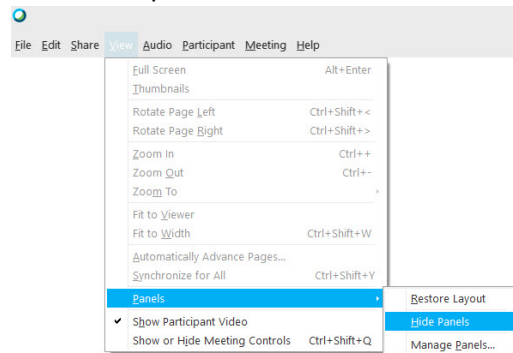 File Edit Share View Audio Participant Meeting Help
Full Screen Alt+Enter
Thumbnails
Rotate Page Left Ctrl+Shift+<
Rotate Page Right Ctrl+Shift+>
Zoom In Ctrl++
Zoom Out Ctrl+-
Zoom To
Fit to Viewer
Fit to Width Ctrl+Shift+W
Automatically Advance Pages...
Synchronize for All Ctrl+Shift+Y
Panels
Restore Layout
Show Participant Video
Hide Panels
Show or Hide Meeting Controls Ctrl+Shift+Q
Manage Panels...